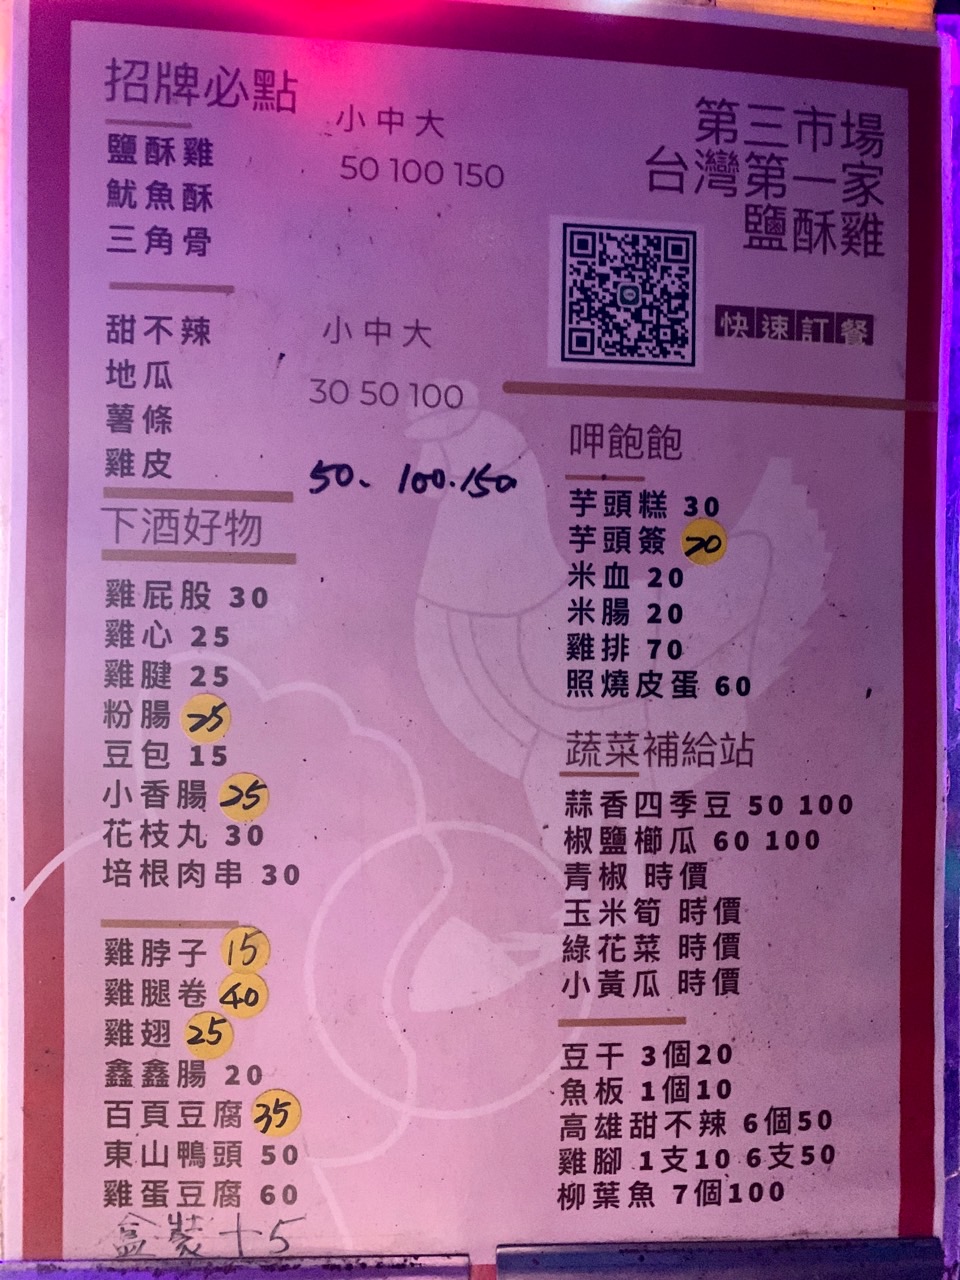 招牌必點
小 中 大
鹽酥雞
50 100 150
魷魚酥
三角骨
甜不辣
小 中 大
地瓜
30 50 100
薯條
雞皮
50、100.150
下酒好物
雞屁股 30
雞心 25
雞腱 25
粉腸 25
豆包 15
小香腸 25
花枝丸 30
培根肉串 30
雞脖子 15
雞腿卷 40
雞翅 25
鑫鑫腸 20
百頁豆腐 35
東山鴨頭 50
雞蛋豆腐 60
盒裝十5
第三市場
台灣第一家
鹽酥雞
快速訂餐
呷飽飽
芋頭糕 30
芋頭簽 20
米血 20
米腸 20
雞排 70
照燒皮蛋 60
蔬菜補給站
蒜香四季豆 50 100
椒鹽櫛瓜 60 100
青椒 時價
玉米筍 時價
綠花菜 時價
小黃瓜 時價
豆干 3個20
魚板 1個10
高雄甜不辣 6個50
雞腳 1支10 6支50
柳葉魚 7個100